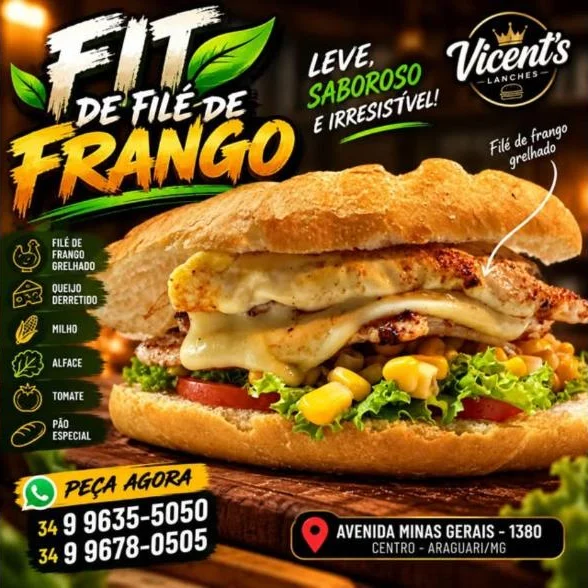 FIT
DE FILÉ DE
FRANGO
LEVE,
SABOROSO
E IRRESISTÍVEL!
Vicent's
LANCHES
Filé de frango
grelhado
FILÉ DE
FRANGO
GRELHADO
QUEIJO
DERRETIDO
MILHO
ALFACE
TOMATE
PÃO
ESPECIAL
PEÇA AGORA
34 9 9635-5050
34 9 9678-0505
AVENIDA MINAS GERAIS - 1380
CENTRO - ARAGUARI/MG